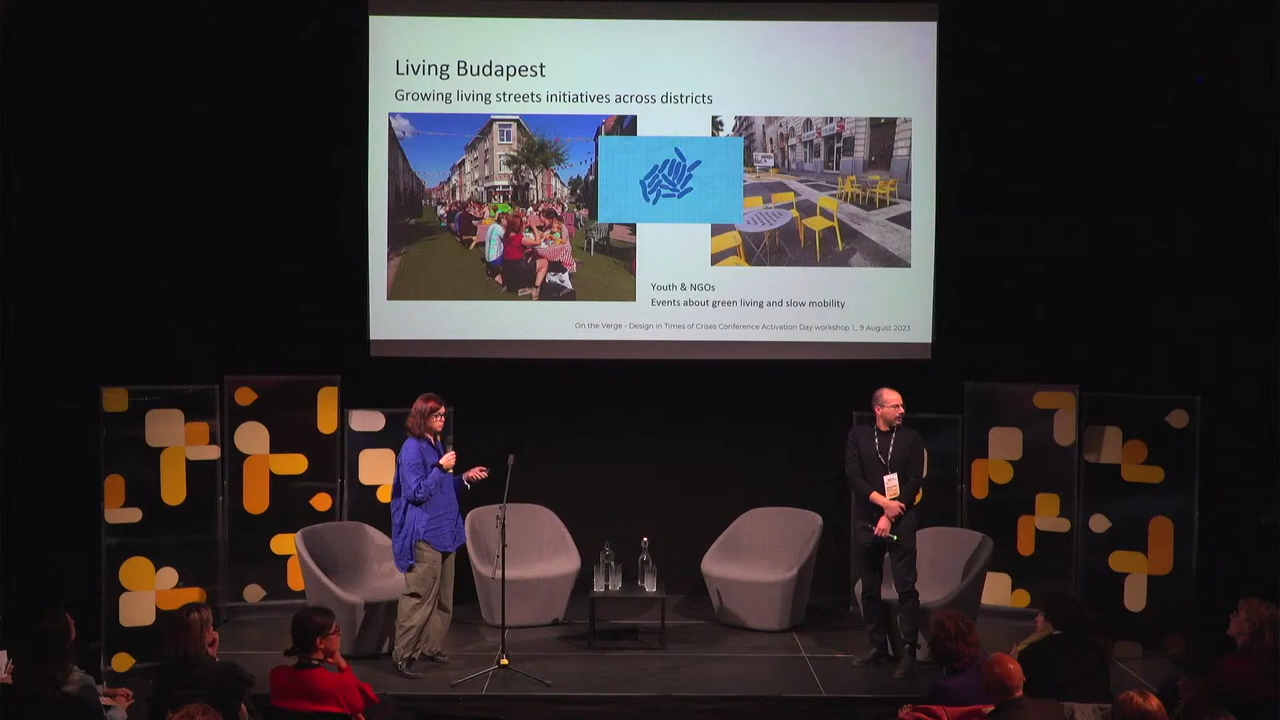 Living Budapest
Growing living streets initiatives across districts
Youth & NGOs
Events about green living and slow mobility
On the Verge - Design in Times of Crises Conference Activation Day workshop 1_ 9 August 2023